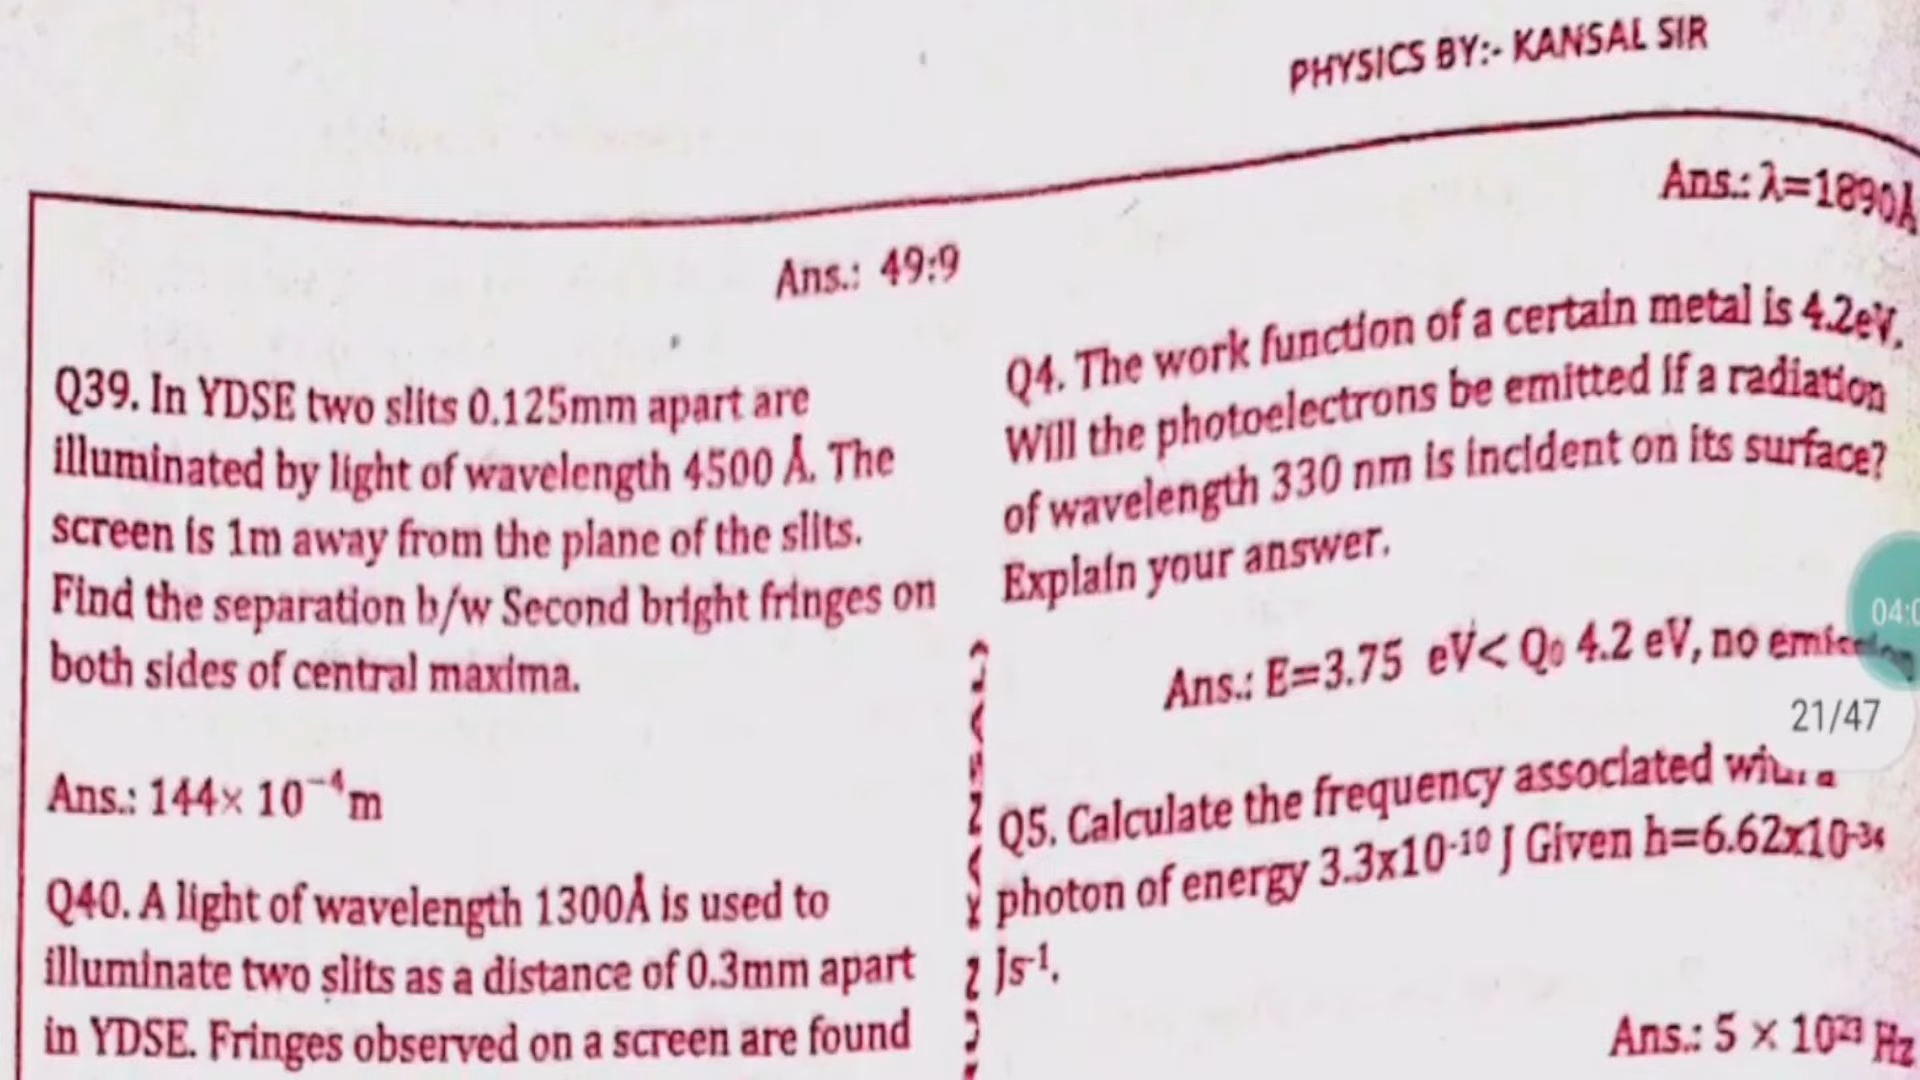 PHYSICS BY:- KANSAL SIR
Ans.: 49:9
Q39. In YDSE two slits 0.125mm apart are
illuminated by light of wavelength 4500 Å. The
screen is 1m away from the plane of the slits.
Find the separation b/w Second bright fringes on
both sides of central maxima.
Ans.: 144× 10⁻⁴m
Q40. A light of wavelength 1300Å is used to
illuminate two slits as a distance of 0.3mm apart
in YDSE. Fringes observed on a screen are found
Ans.: λ=1890Å
Q4. The work function of a certain metal is 4.2eV.
Will the photoelectrons be emitted if a radiation
of wavelength 330 nm is incident on its surface?
Explain your answer.
Ans.: E=3.75 eV< Q₀ 4.2 eV, no emission
04:0
21/47
Q5. Calculate the frequency associated with a
photon of energy 3.3x10⁻¹⁰ J Given h=6.62x10⁻³⁴
Js⁻¹.
Ans.: 5 × 10²³ Hz